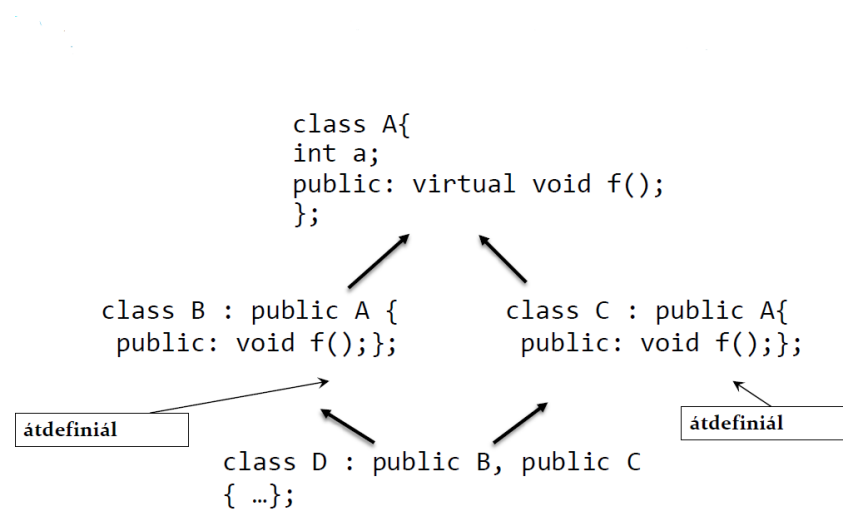 class A{
int a;
public: virtual void f();
};
class B : public A {
public: void f();};
class C : public A{
public: void f();};
átdefiniál
átdefiniál
class D : public B, public C
{ …};